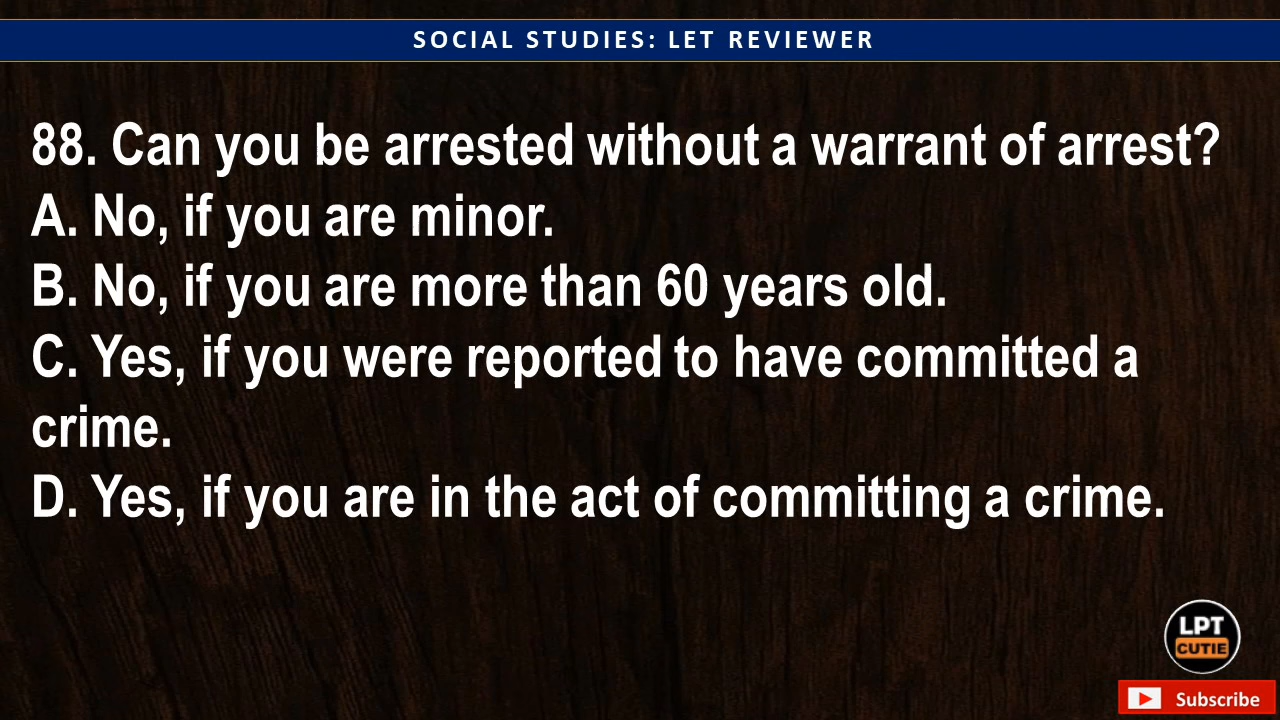 SOCIAL STUDIES: LET REVIEWER
88. Can you be arrested without a warrant of arrest?
A. No, if you are minor.
B. No, if you are more than 60 years old.
C. Yes, if you were reported to have committed a
crime.
D. Yes, if you are in the act of committing a crime.
LPT
CUTIE
Subscribe